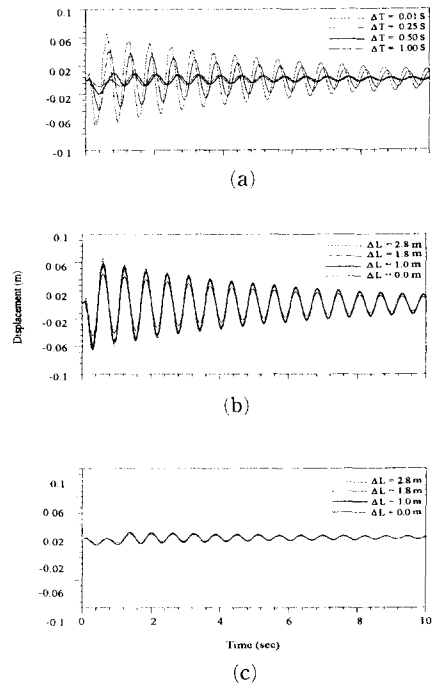 0.1
0.06
0.02
-0.02
-0.06
-0.1
ΔT = 0.01 S
ΔT = 0.25 S
ΔT = 0.50 S
ΔT = 1.00 S
(a)
Displacement (m)
0.1
0.06
0.02
-0.02
-0.06
-0.1
ΔL = 2.8 m
ΔL = 1.8 m
ΔL = 1.0 m
ΔL = 0.0 m
(b)
0.1
0.06
0.02
-0.02
-0.06
-0.1
ΔL = 2.8 m
ΔL = 1.8 m
ΔL = 1.0 m
ΔL = 0.0 m
0 2 4 6 8 10
Time (sec)
(c)